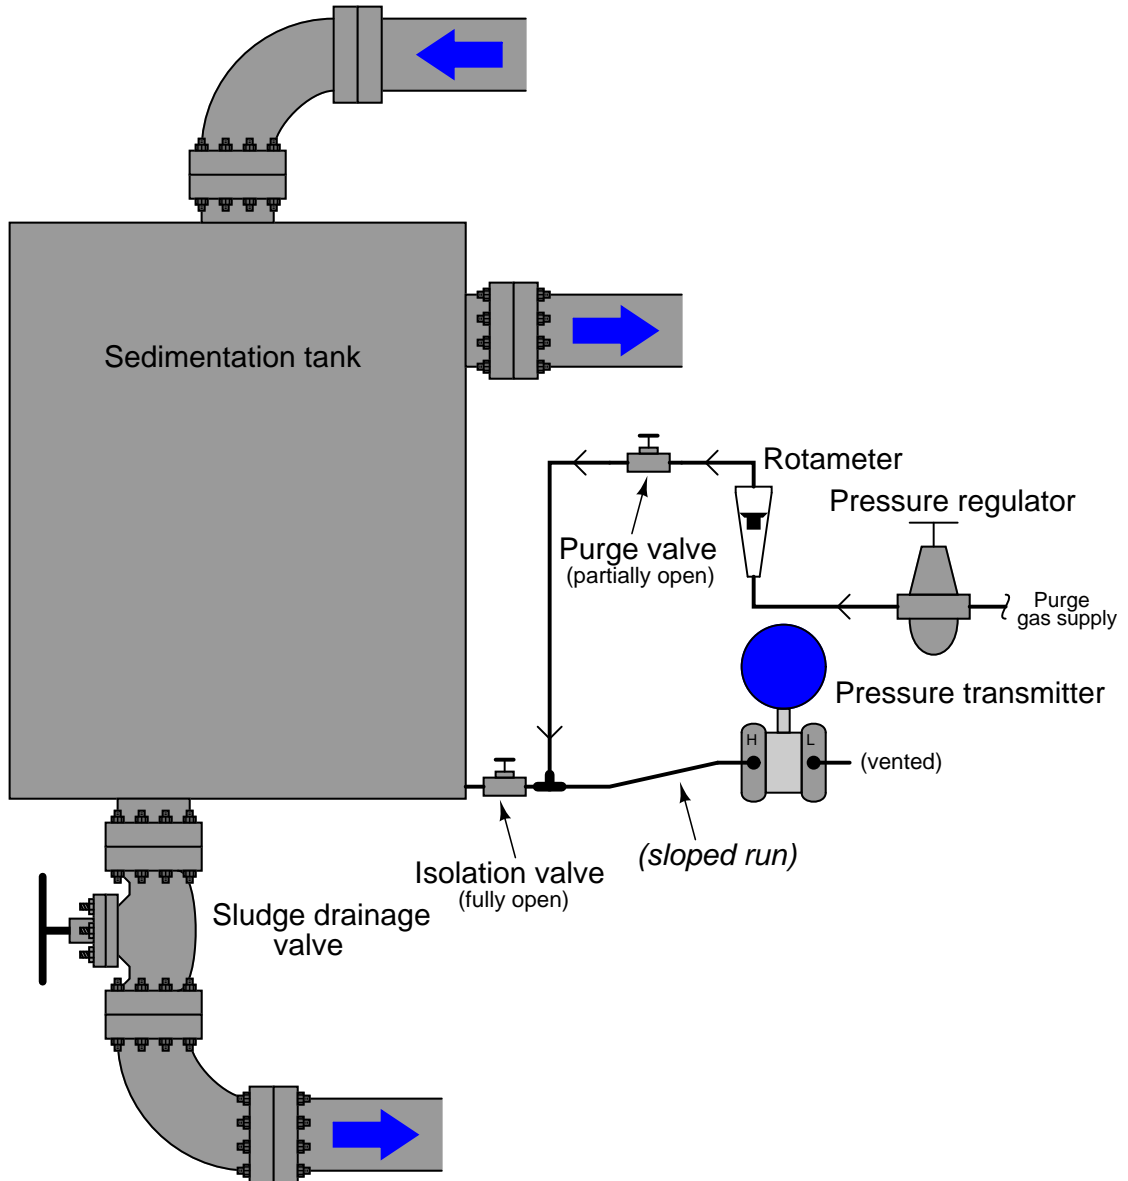 Sedimentation tank
Rotameter
Pressure regulator
Purge valve
(partially open)
Purge
gas supply
Pressure transmitter
H
L
(vented)
Isolation valve
(fully open)
(sloped run)
Sludge drainage
valve